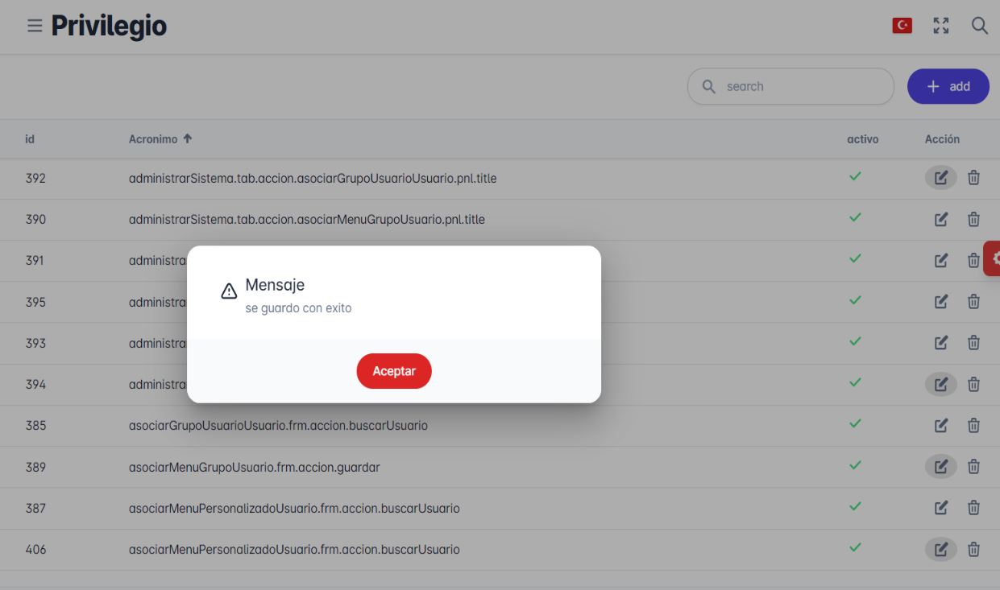 Privilegio
search
add
id Acronimo activo Acción
392 administrarSistema.tab.accion.asociarGrupoUsuarioUsuario.pnl.title
390 administrarSistema.tab.accion.asociarMenuGrupoUsuario.pnl.title
391 administra
395 administra
393 administra
394 administra
Mensaje
se guardo con exito
Aceptar
385 asociarGrupoUsuarioUsuario.frm.accion.buscarUsuario
389 asociarMenuGrupoUsuario.frm.accion.guardar
387 asociarMenuPersonalizadoUsuario.frm.accion.buscarUsuario
406 asociarMenuPersonalizadoUsuario.frm.accion.buscarUsuario